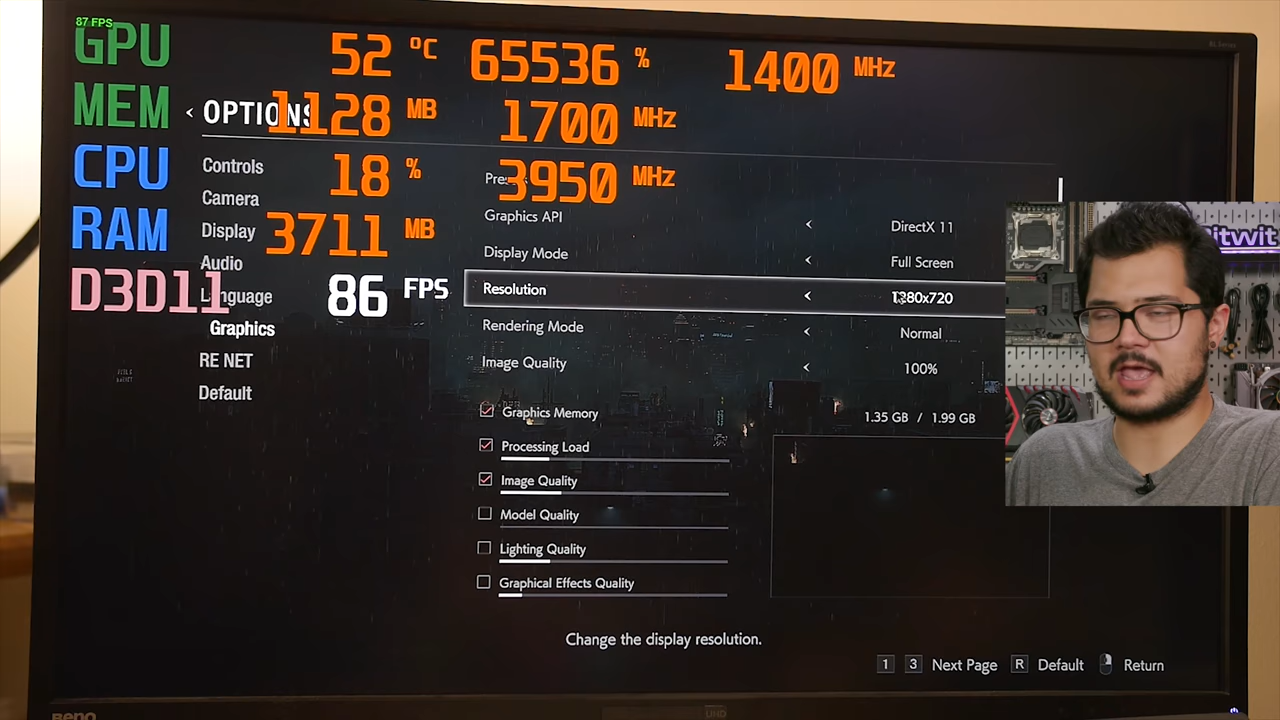 87 FPS
GPU 52 °C 65536 % 1400 MHz
MEM 1128 MB 1700 MHz
< OPTIONS
CPU 18 % 3950 MHz
RAM 3711 MB
D3D11 86 FPS
Controls
Camera
Display
Audio
Language
Graphics
RE NET
Default
Graphics API < DirectX 11
Display Mode < Full Screen
Resolution < 1280x720
Rendering Mode < Normal
Image Quality < 100%
Graphics Memory 1.35 GB / 1.99 GB
Processing Load
Image Quality
Model Quality
Lighting Quality
Graphical Effects Quality
Change the display resolution.
1 3 Next Page R Default Return
BenQ
UHD
Bitwit